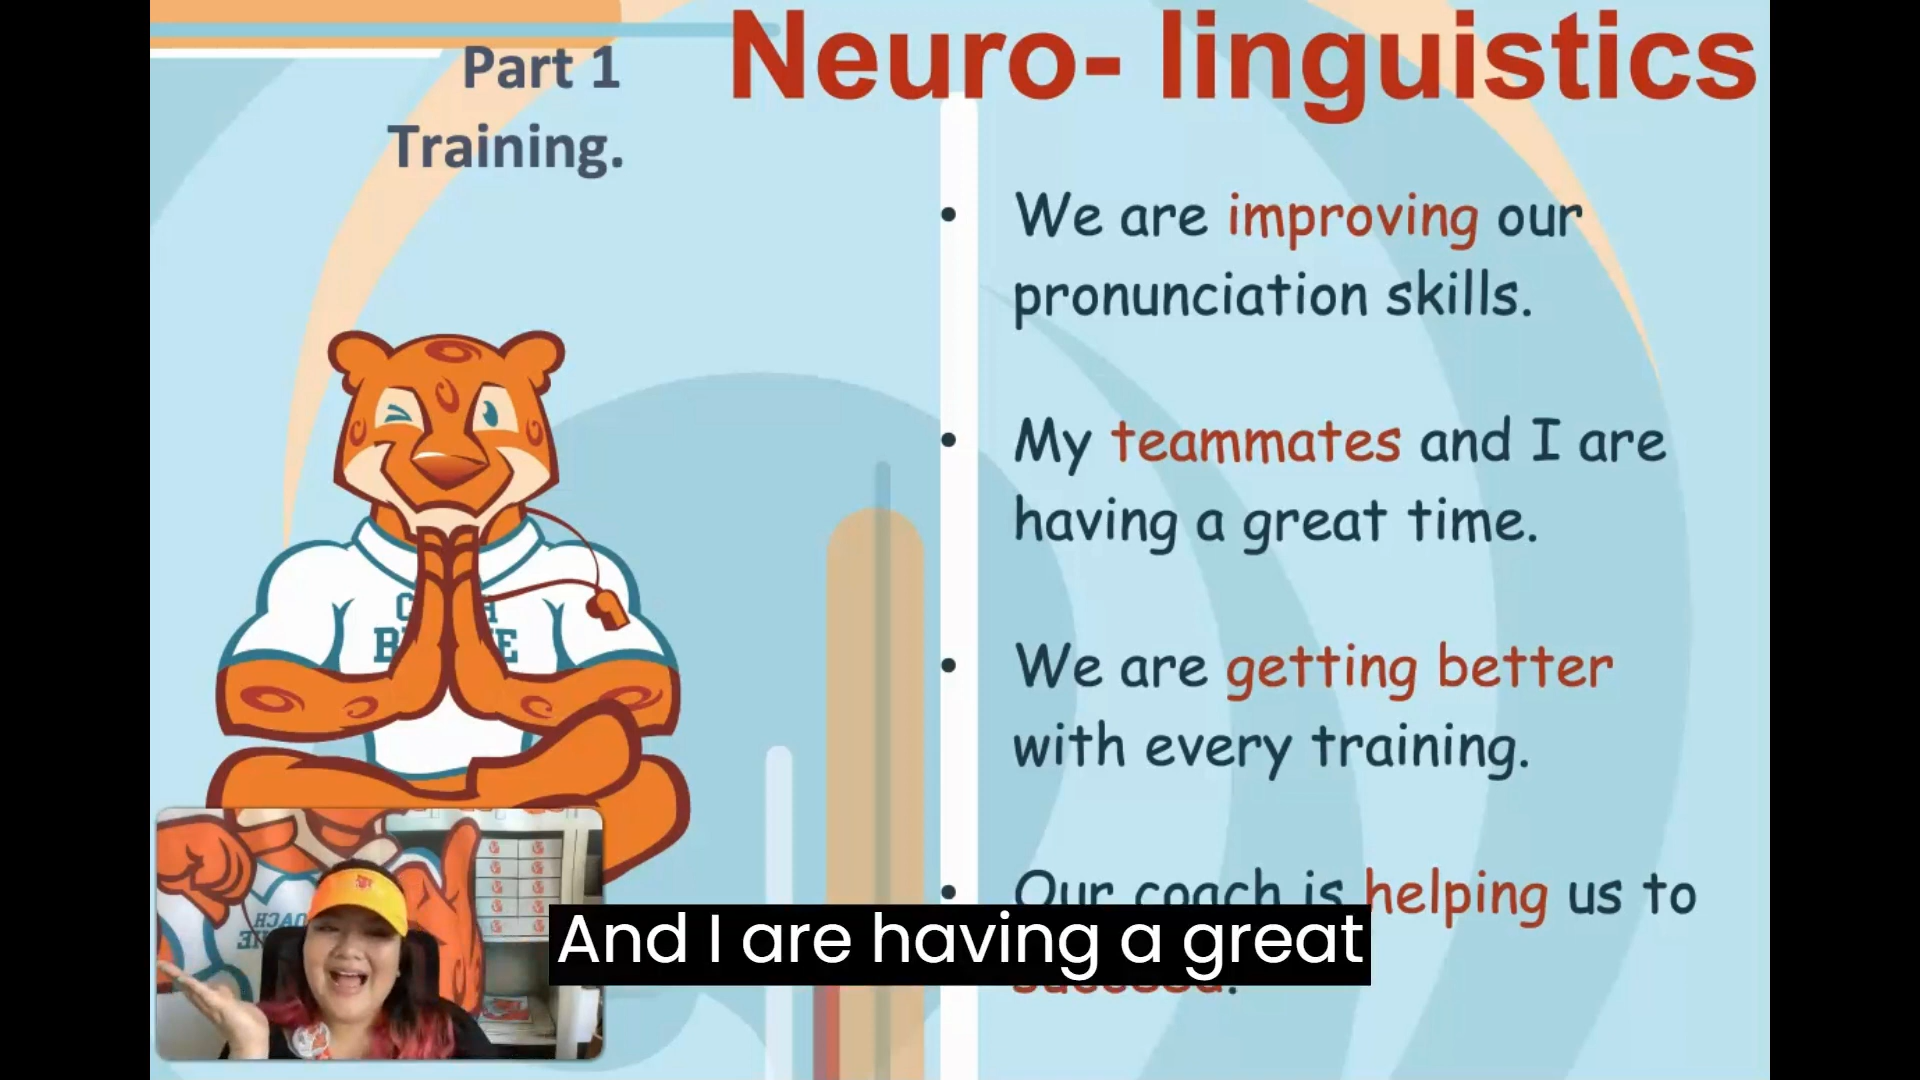 Part 1
Training.
Neuro- linguistics
• We are improving our
pronunciation skills.
• My teammates and I are
having a great time.
• We are getting better
with every training.
• Our coach is helping us to
succeed.
And I are having a great